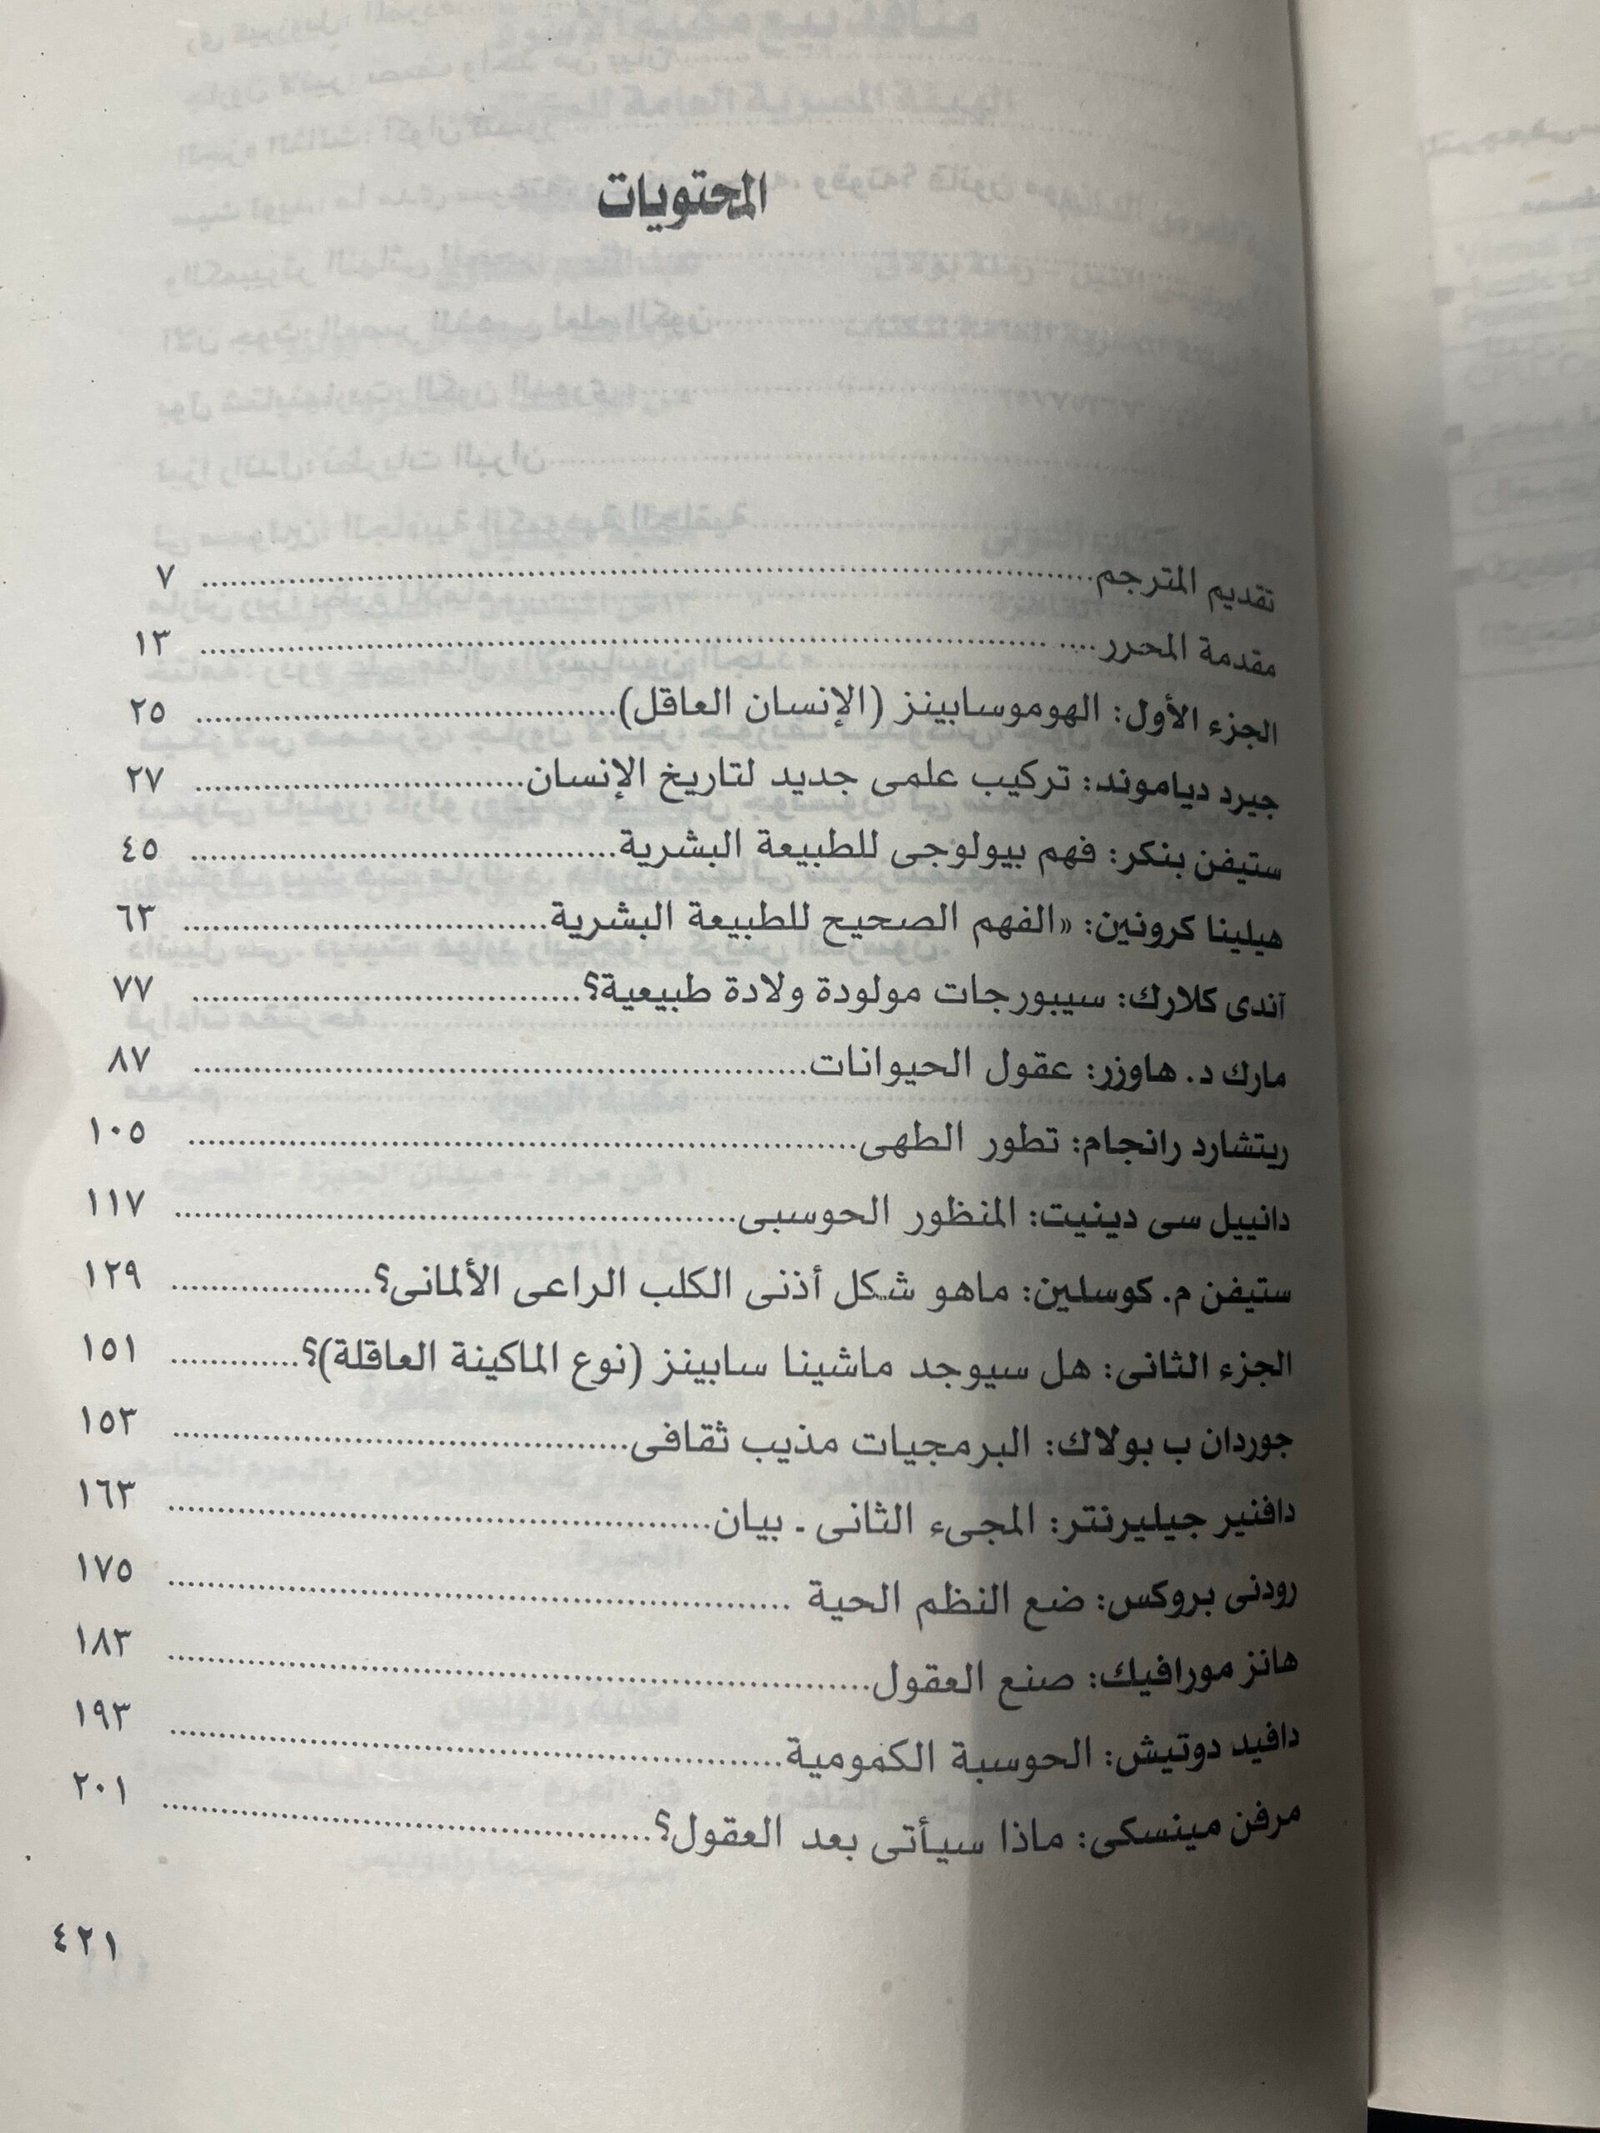 المحتويات
تقديم المترجم ........ ٧
مقدمة المحرر ........ ١٣
الجزء الأول: الهوموسابينز (الإنسان العاقل) ........ ٢٥
جيرد دياموند: تركيب علمى جديد لتاريخ الإنسان ........ ٢٧
ستيفن بنكر: فهم بيولوجى للطبيعة البشرية ........ ٤٥
هيلينا كرونين: «الفهم الصحيح للطبيعة البشرية ........ ٦٣
آندى كلارك: سيبورجات مولودة ولادة طبيعية؟ ........ ٧٧
مارك د. هاوزر: عقول الحيوانات ........ ٨٧
ريتشارد رانجام: تطور الطهى ........ ١٠٥
دانييل سى دينيت: المنظور الحوسبى ........ ١١٧
ستيفن م. كوسلين: ماهو شكل أذنى الكلب الراعى الألمانى؟ ........ ١٢٩
الجزء الثانى: هل سيوجد ماشينا سابينز (نوع الماكينة العاقلة)؟ ........ ١٥١
جوردان ب بولاك: البرمجيات مذيب ثقافى ........ ١٥٣
دافنير جيليرنتر: المجىء الثانى ـ بيان ........ ١٦٣
رودنى بروكس: ضع النظم الحية ........ ١٧٥
هانز مورافيك: صنع العقول ........ ١٨٣
دافيد دوتيش: الحوسبة الكمومية ........ ١٩٣
مرفن مينسكى: ماذا سيأتى بعد العقول؟ ........ ٢٠١
٤٢١